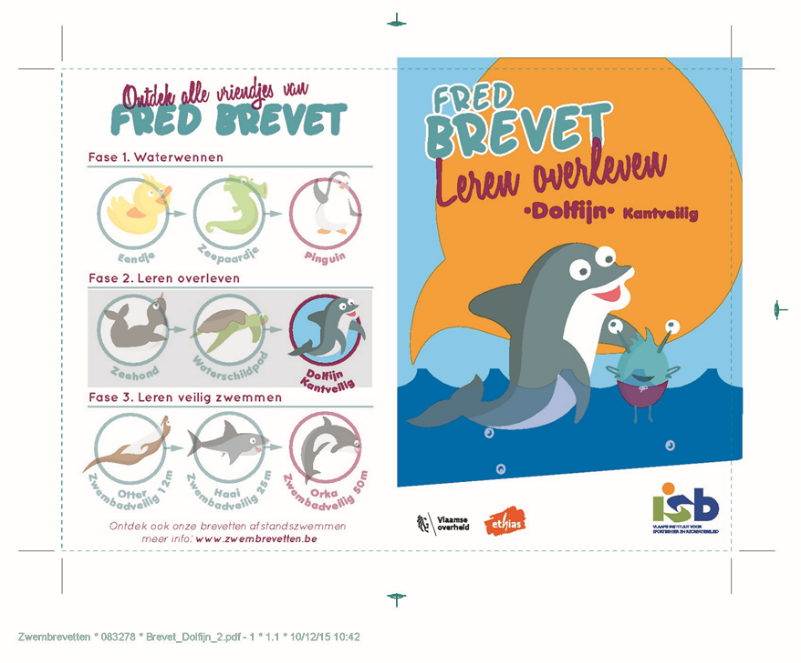 Ontdek alle vriendjes van
FRED BREVET
Fase 1. Waterwennen
Eendje
Zeepaardje
Pinguin
Fase 2. Leren overleven
Zeehond
Waterschildpad
Dolfijn
Kantveilig
Fase 3. Leren veilig zwemmen
Otter
Zwembadveilig 12m
Haai
Zwembadveilig 25m
Orka
Zwembadveilig 50m
Ontdek ook onze brevetten afstandszwemmen
meer info: www.zwembrevetten.be
FRED
BREVET
Leren overleven
•Dolfijn• Kantveilig
Vlaamse
overheid
ethias
isb
VLAAMS INSTITUUT VOOR
SPORTBEHEER EN RECREATIEBELEID
Zwembrevetten * 083278 * Brevet_Dolfijn_2.pdf - 1 * 1.1 * 10/12/15 10:42